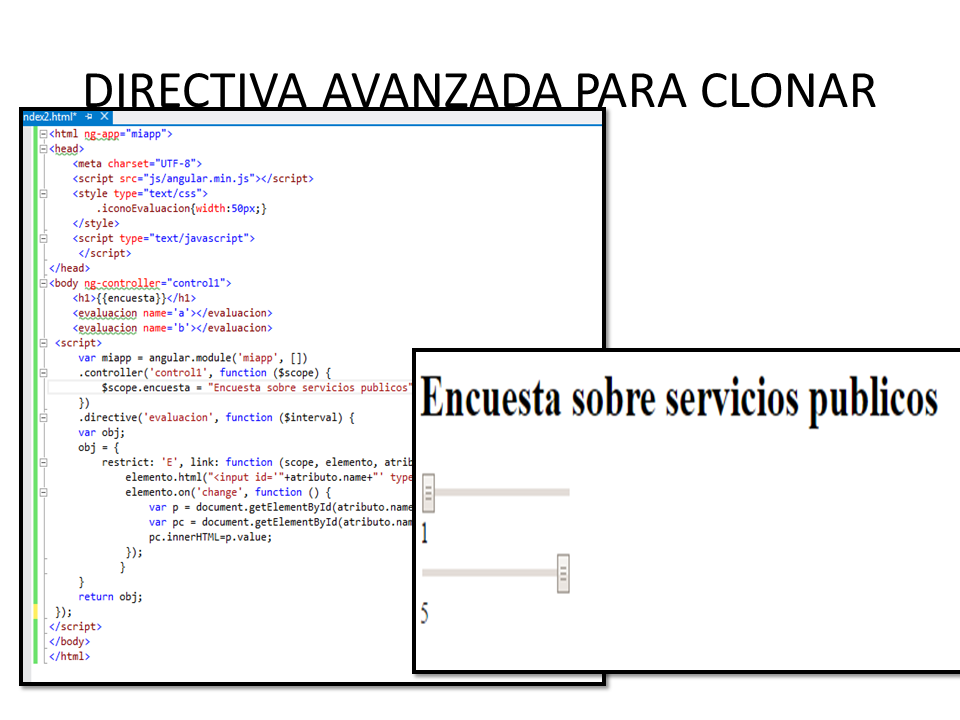 DIRECTIVA AVANZADA PARA CLONAR
ndex2.html*
<html ng-app="miapp">
<head>
<meta charset="UTF-8">
<script src="js/angular.min.js"></script>
<style type="text/css">
.iconoEvaluacion{width:50px;}
</style>
<script type="text/javascript">
</script>
</head>
<body ng-controller="control1">
<h1>{{encuesta}}</h1>
<evaluacion name='a'></evaluacion>
<evaluacion name='b'></evaluacion>
<script>
var miapp = angular.module('miapp', [])
.controller('control1', function ($scope) {
$scope.encuesta = "Encuesta sobre servicios publicos"
})
.directive('evaluacion', function ($interval) {
var obj;
obj = {
restrict: 'E', link: function (scope, elemento, atrib
elemento.html("<input id='"+atributo.name+"' type
elemento.on('change', function () {
var p = document.getElementById(atributo.name
var pc = document.getElementById(atributo.nam
pc.innerHTML=p.value;
});
}
}
return obj;
});
</script>
</body>
</html>
Encuesta sobre servicios publicos
1
5